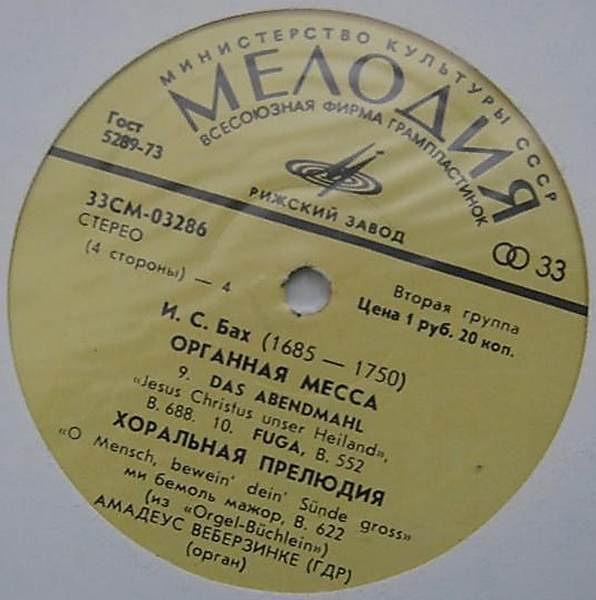 МИНИСТЕРСТВО КУЛЬТУРЫ СССР
МЕЛОДИЯ
ВСЕСОЮЗНАЯ ФИРМА ГРАМПЛАСТИНОК
Гост
5289-73
РИЖСКИЙ ЗАВОД
33
33СМ-03286
СТЕРЕО
(4 стороны) — 4
Вторая группа
Цена 1 руб. 20 коп.
И. С. Бах (1685 — 1750)
ОРГАННАЯ МЕССА
9. DAS ABENDMAHL
«Jesus Christus unser Heiland»,
B. 688. 10. FUGA, B. 552
ХОРАЛЬНАЯ ПРЕЛЮДИЯ
«O Mensch, bewein' dein' Sünde gross»
ми бемоль мажор, В. 622
(из «Orgel-Büchlein»)
АМАДЕУС ВЕБЕРЗИНКЕ (ГДР)
(орган)